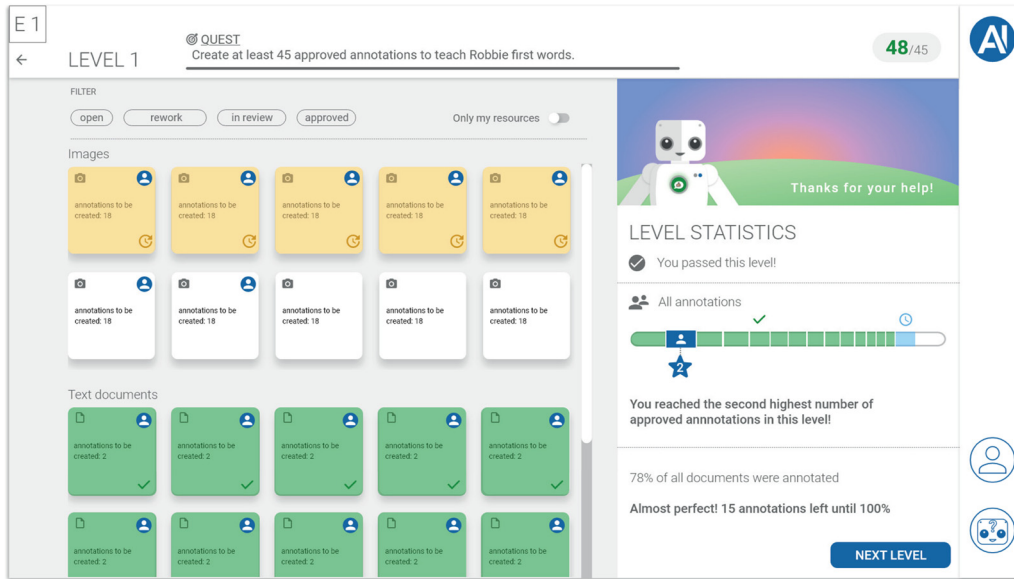 E 1
←
LEVEL 1
QUEST
Create at least 45 approved annotations to teach Robbie first words.
48/45
AI
FILTER
open rework in review approved
Only my resources
Images
annotations to be
created: 18
annotations to be
created: 18
annotations to be
created: 18
annotations to be
created: 18
annotations to be
created: 18
annotations to be
created: 18
annotations to be
created: 18
annotations to be
created: 18
annotations to be
created: 18
annotations to be
created: 18
Text documents
annotations to be
created: 2
annotations to be
created: 2
annotations to be
created: 2
annotations to be
created: 2
annotations to be
created: 2
annotations to be
created: 2
annotations to be
created: 2
annotations to be
created: 2
annotations to be
created: 2
annotations to be
created: 2
Thanks for your help!
LEVEL STATISTICS
You passed this level!
All annotations
2
You reached the second highest number of
approved annnotations in this level!
78% of all documents were annotated
Almost perfect! 15 annotations left until 100%
NEXT LEVEL
?